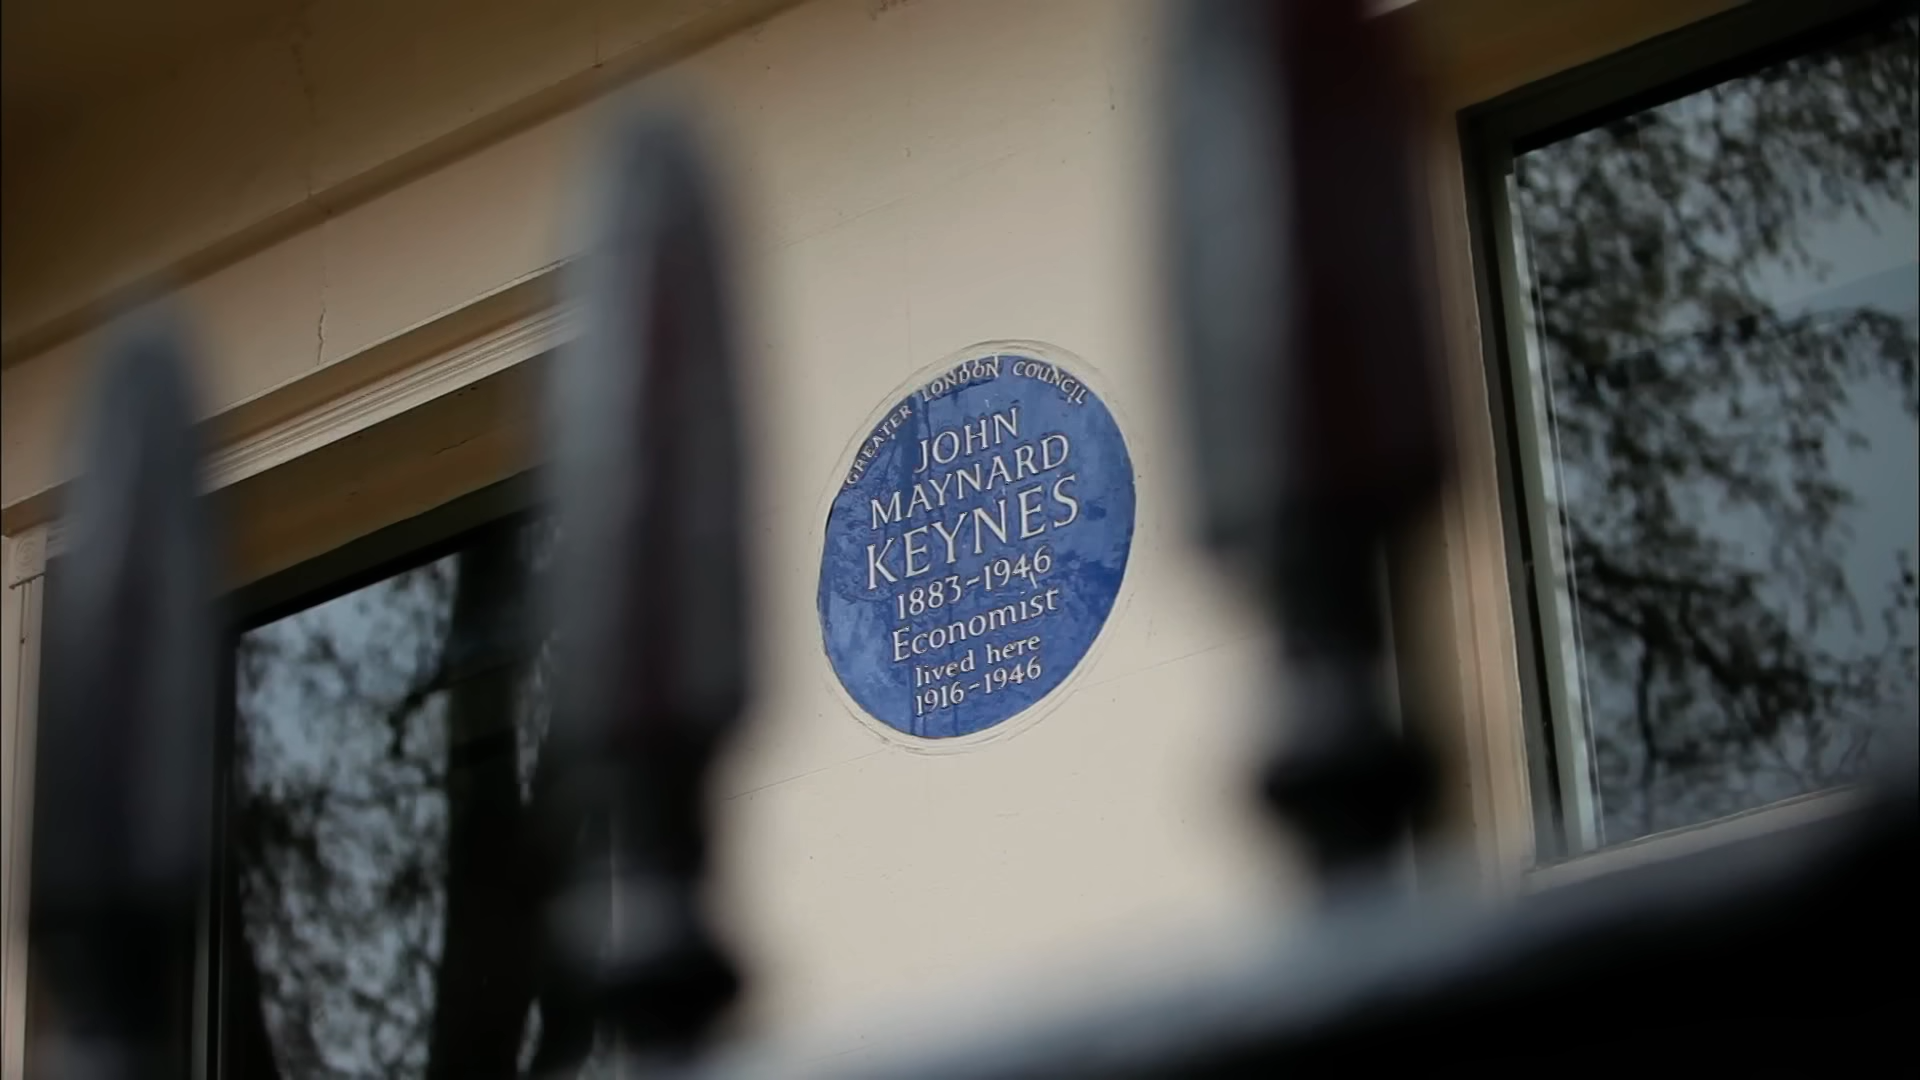 GREATER LONDON COUNCIL
JOHN
MAYNARD
KEYNES
1883-1946
Economist
lived here
1916-1946